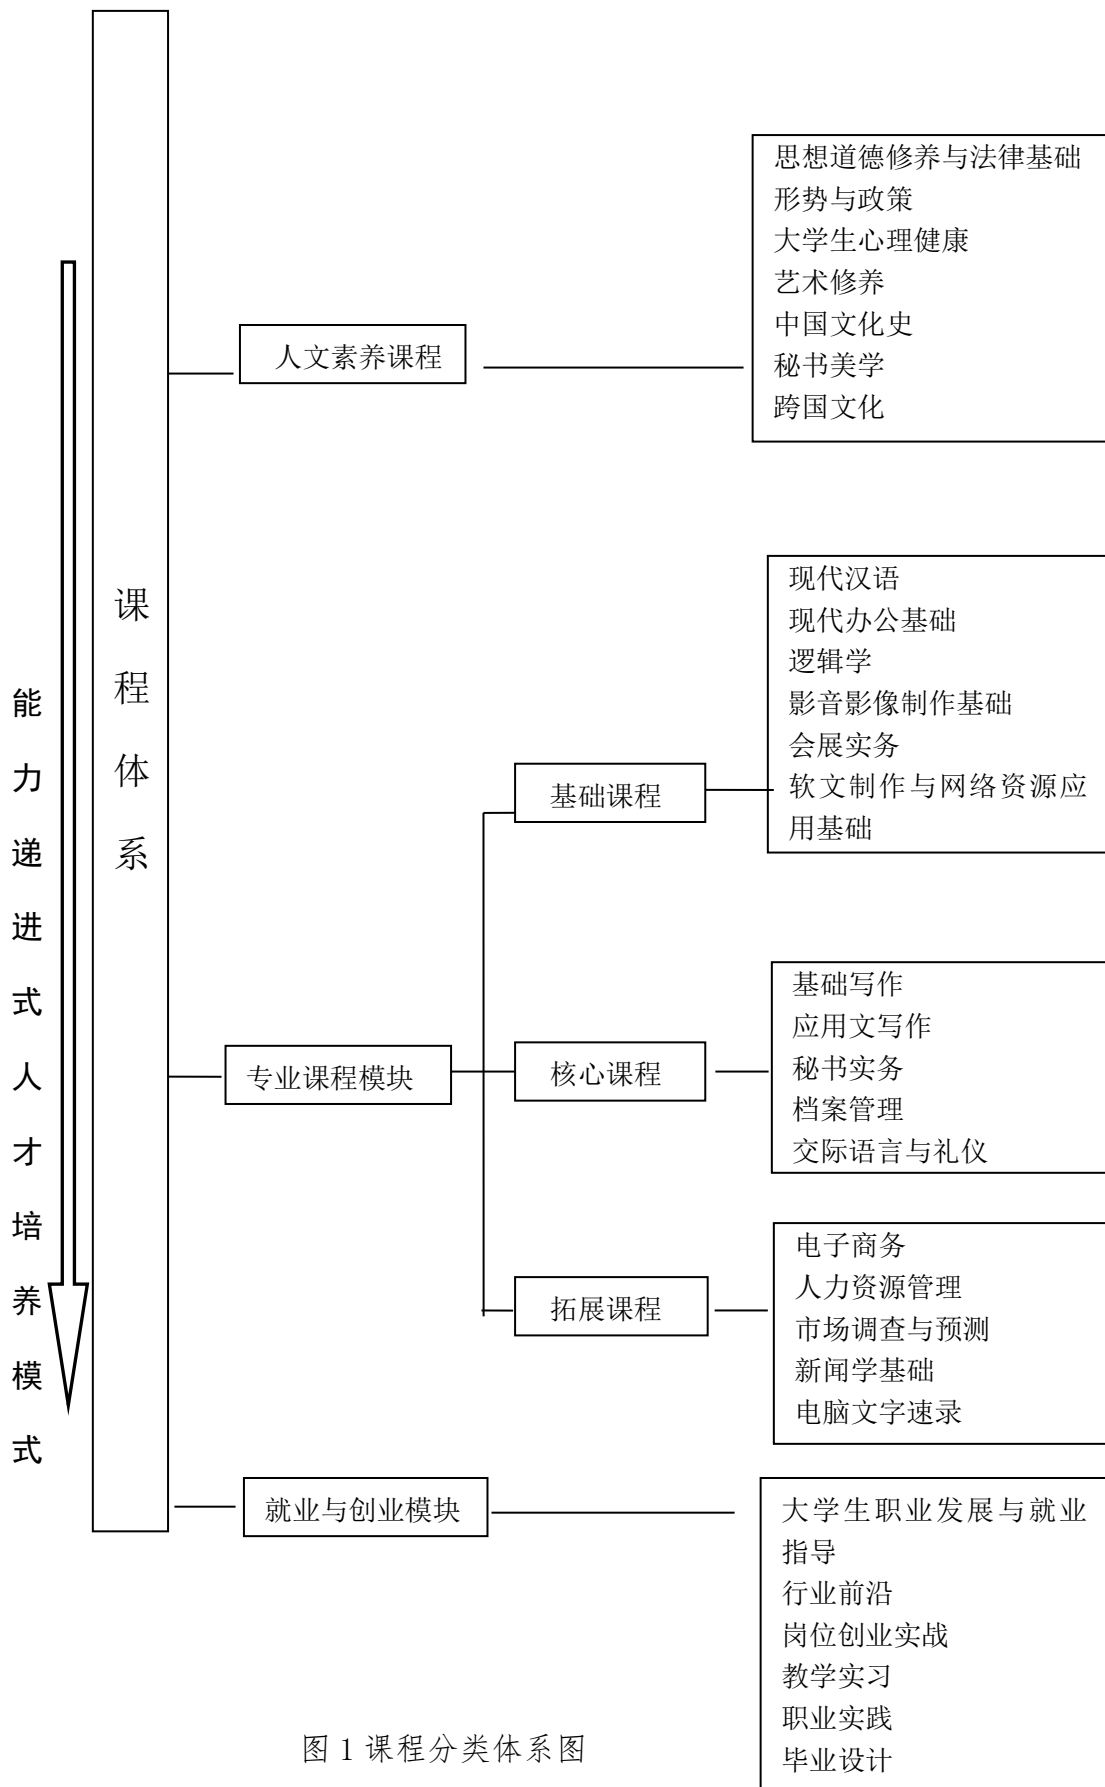 能力递进式人才培养模式
课程体系
人文素养课程
思想道德修养与法律基础
形势与政策
大学生心理健康
艺术修养
中国文化史
秘书美学
跨国文化
专业课程模块
基础课程
现代汉语
现代办公基础
逻辑学
影音影像制作基础
会展实务
软文制作与网络资源应
用基础
核心课程
基础写作
应用文写作
秘书实务
档案管理
交际语言与礼仪
拓展课程
电子商务
人力资源管理
市场调查与预测
新闻学基础
电脑文字速录
就业与创业模块
大学生职业发展与就业
指导
行业前沿
岗位创业实战
教学实习
职业实践
毕业设计
图 1 课程分类体系图